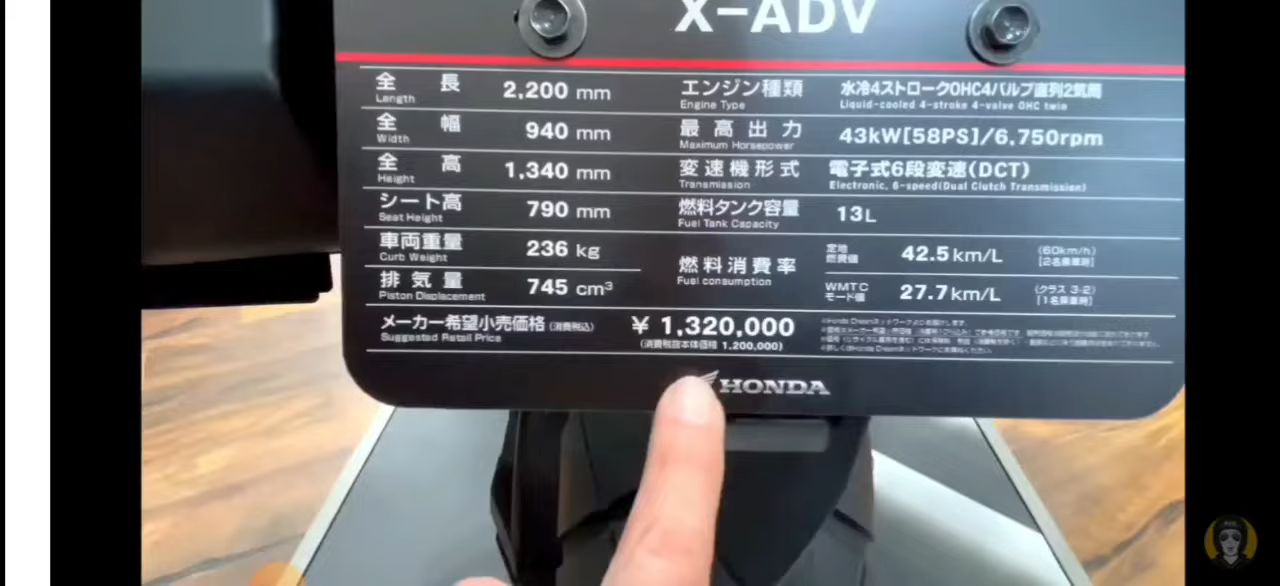 X-ADV
全長 2,200 mm エンジン種類 水冷4ストロークOHC4バルブ直列2気筒
Length Engine Type Liquid-cooled 4-stroke 4-valve OHC twin
全幅 940 mm 最高出力 43kW[58PS]/6,750rpm
Width Maximum Horsepower
全高 1,340 mm 変速機形式 電子式6段変速(DCT)
Height Transmission Electronic, 6-speed(Dual Clutch Transmission)
シート高 790 mm 燃料タンク容量 13L
Seat Height Fuel Tank Capacity
車両重量 236 kg 燃料消費率 定地燃費値 42.5km/L (60km/h) [2名乗車時]
Curb Weight Fuel consumption
排気量 745 cm³ WMTCモード値 27.7km/L (クラス 3-2) [1名乗車時]
Piston Displacement
メーカー希望小売価格 (消費税込) ¥ 1,320,000
Suggested Retail Price (消費税抜本体価格 1,200,000)
HONDA